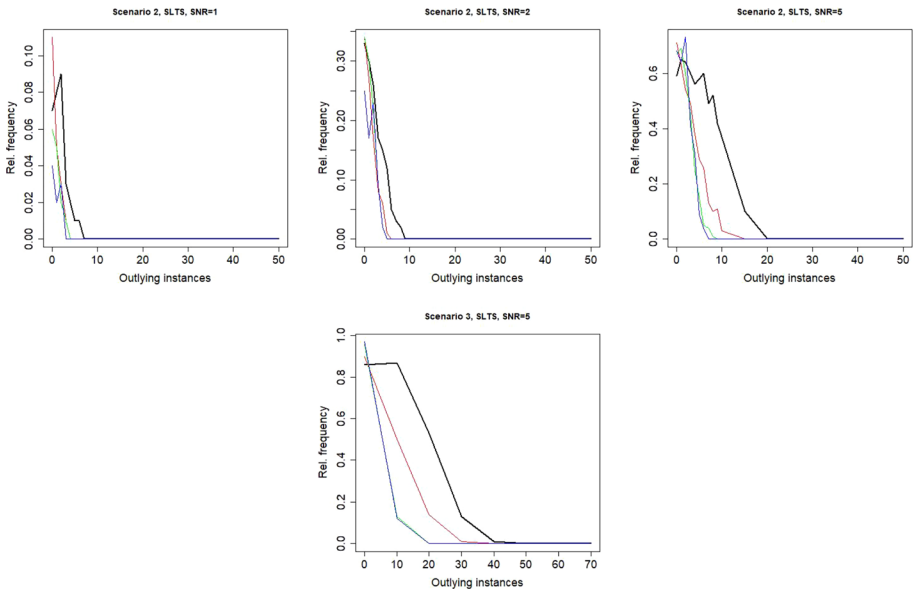 Scenario 2, SLTS, SNR=1
Rel. frequency
0.00 0.02 0.04 0.06 0.08 0.10
0 10 20 30 40 50
Outlying instances
Scenario 2, SLTS, SNR=2
Rel. frequency
0.00 0.10 0.20 0.30
0 10 20 30 40 50
Outlying instances
Scenario 2, SLTS, SNR=5
Rel. frequency
0.0 0.2 0.4 0.6
0 10 20 30 40 50
Outlying instances
Scenario 3, SLTS, SNR=5
Rel. frequency
0.0 0.2 0.4 0.6 0.8 1.0
0 10 20 30 40 50 60 70
Outlying instances